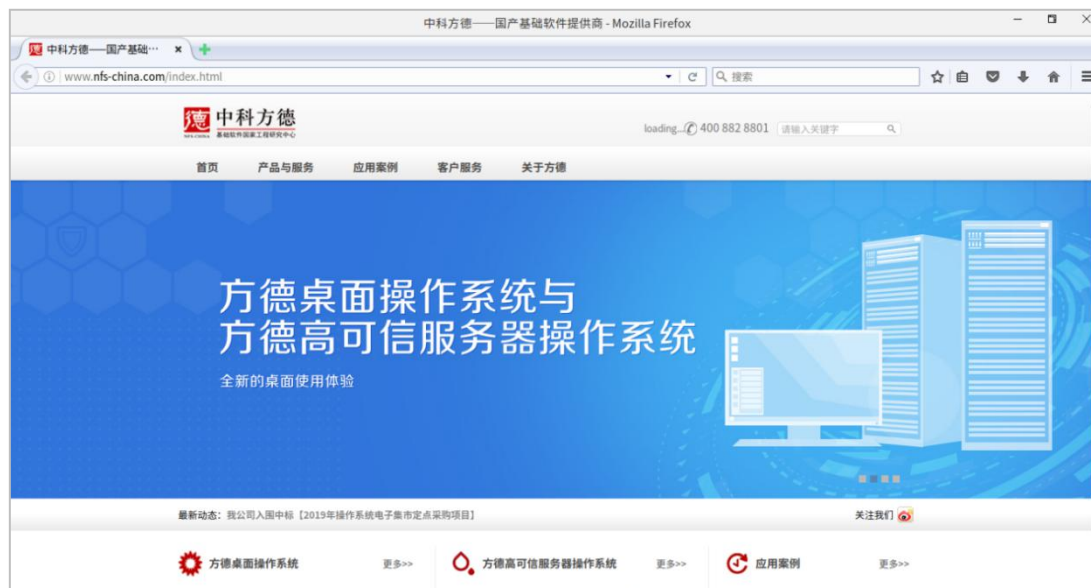 中科方德——国产基础软件提供商 - Mozilla Firefox
中科方德——国产基础…
www.nfs-china.com/index.html
搜索
中科方德
NFS-CHINA 基础软件国家工程研究中心
loading... 400 882 8801 请输入关键字
首页 产品与服务 应用案例 客户服务 关于方德
方德桌面操作系统与
方德高可信服务器操作系统
全新的桌面使用体验
最新动态：我公司入围中标【2019年操作系统电子集市定点采购项目】 关注我们
方德桌面操作系统 更多>> 方德高可信服务器操作系统 更多>> 应用案例 更多>>